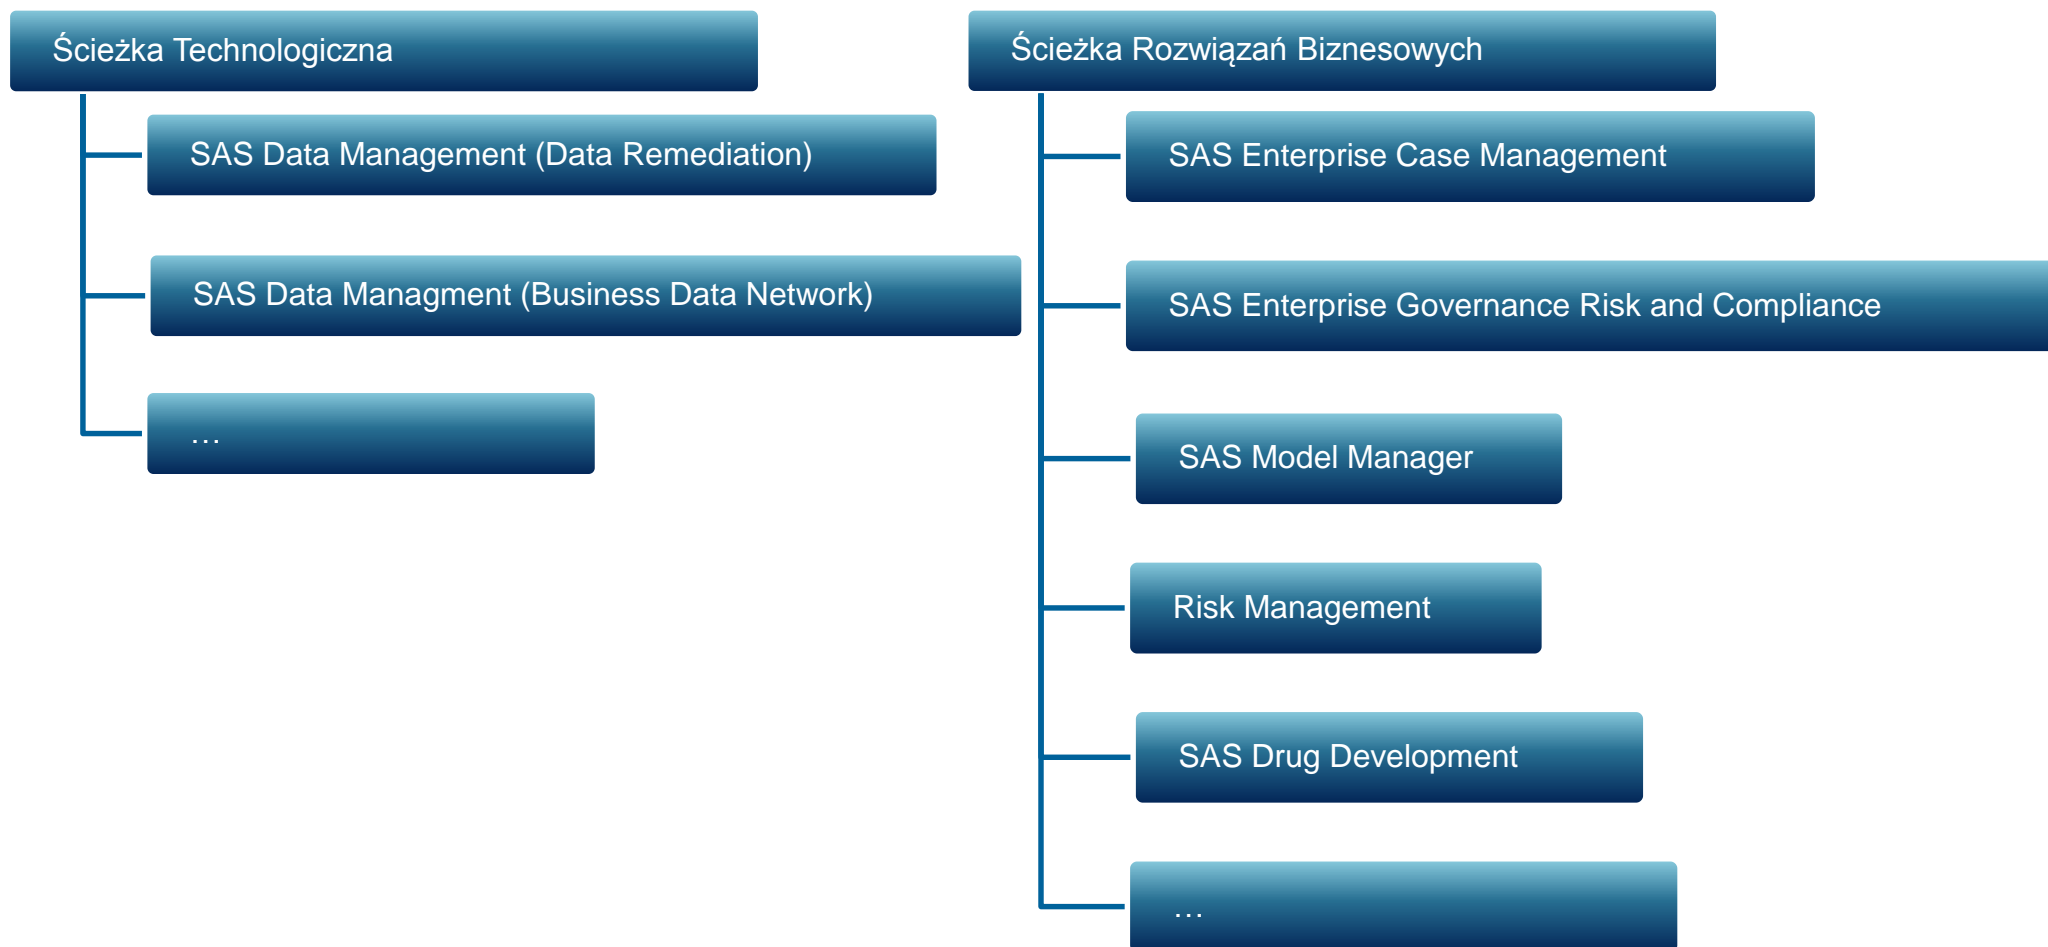 Ścieżka Technologiczna
SAS Data Management (Data Remediation)
SAS Data Managment (Business Data Network)
…
Ścieżka Rozwiązań Biznesowych
SAS Enterprise Case Management
SAS Enterprise Governance Risk and Compliance
SAS Model Manager
Risk Management
SAS Drug Development
…